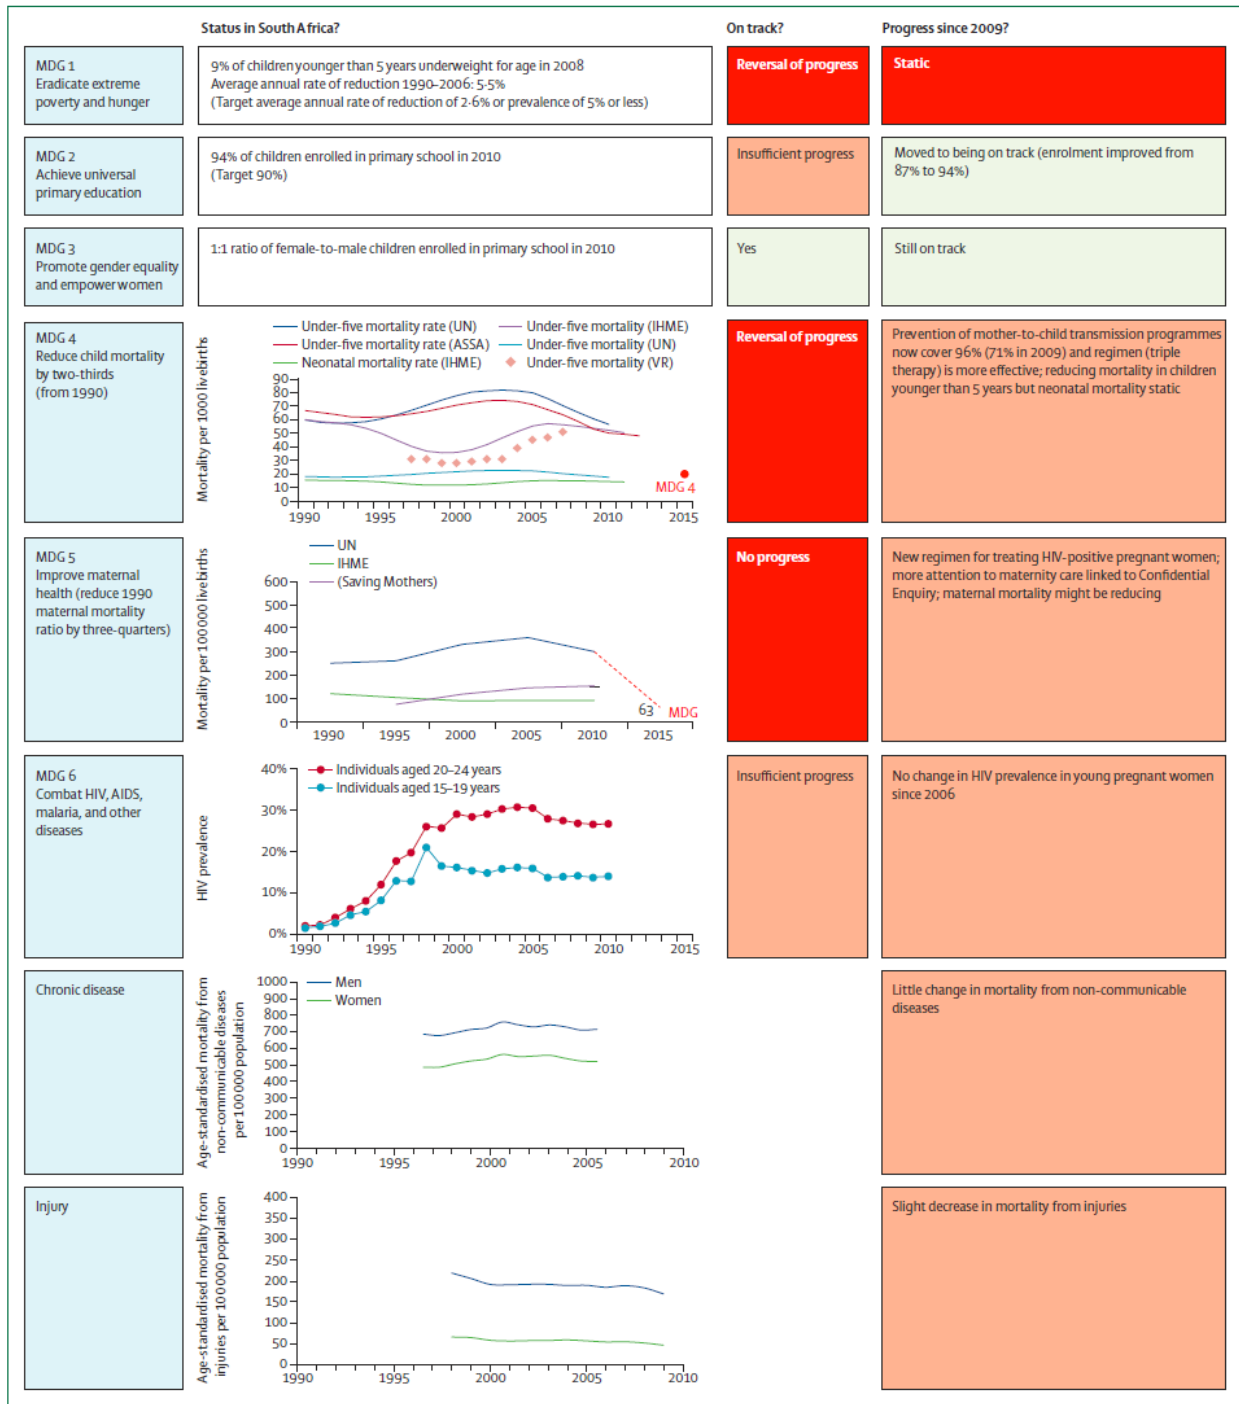 Status in South Africa?
On track?
Progress since 2009?
MDG 1
Eradicate extreme
poverty and hunger
9% of children younger than 5 years underweight for age in 2008
Average annual rate of reduction 1990–2006: 5·5%
(Target average annual rate of reduction of 2·6% or prevalence of 5% or less)
Reversal of progress
Static
MDG 2
Achieve universal
primary education
94% of children enrolled in primary school in 2010
(Target 90%)
Insufficient progress
Moved to being on track (enrolment improved from
87% to 94%)
MDG 3
Promote gender equality
and empower women
1:1 ratio of female-to-male children enrolled in primary school in 2010
Yes
Still on track
MDG 4
Reduce child mortality
by two-thirds
(from 1990)
Mortality per 1000 livebirths
Under-five mortality rate (UN)
Under-five mortality (IHME)
Under-five mortality rate (ASSA)
Under-five mortality (UN)
Neonatal mortality rate (IHME)
Under-five mortality (VR)
90
80
70
60
50
40
30
20
10
0
MDG 4
1990 1995 2000 2005 2010 2015
Reversal of progress
Prevention of mother-to-child transmission programmes
now cover 96% (71% in 2009) and regimen (triple
therapy) is more effective; reducing mortality in children
younger than 5 years but neonatal mortality static
MDG 5
Improve maternal
health (reduce 1990
maternal mortality
ratio by three-quarters)
Mortality per 100 000 livebirths
UN
IHME
(Saving Mothers)
600
500
400
300
200
100
0
63
MDG
1990 1995 2000 2005 2010 2015
No progress
New regimen for treating HIV-positive pregnant women;
more attention to maternity care linked to Confidential
Enquiry; maternal mortality might be reducing
MDG 6
Combat HIV, AIDS,
malaria, and other
diseases
HIV prevalence
Individuals aged 20–24 years
Individuals aged 15–19 years
40%
30%
20%
10%
0%
1990 1995 2000 2005 2010 2015
Insufficient progress
No change in HIV prevalence in young pregnant women
since 2006
Chronic disease
Age-standardised mortality from
non-communicable diseases
per 100 000 population
Men
Women
1000
900
800
700
600
500
400
300
200
100
0
1990 1995 2000 2005 2010
Little change in mortality from non-communicable
diseases
Injury
Age-standardised mortality from
injuries per 100 000 population
400
350
300
250
200
150
100
50
0
1990 1995 2000 2005 2010
Slight decrease in mortality from injuries